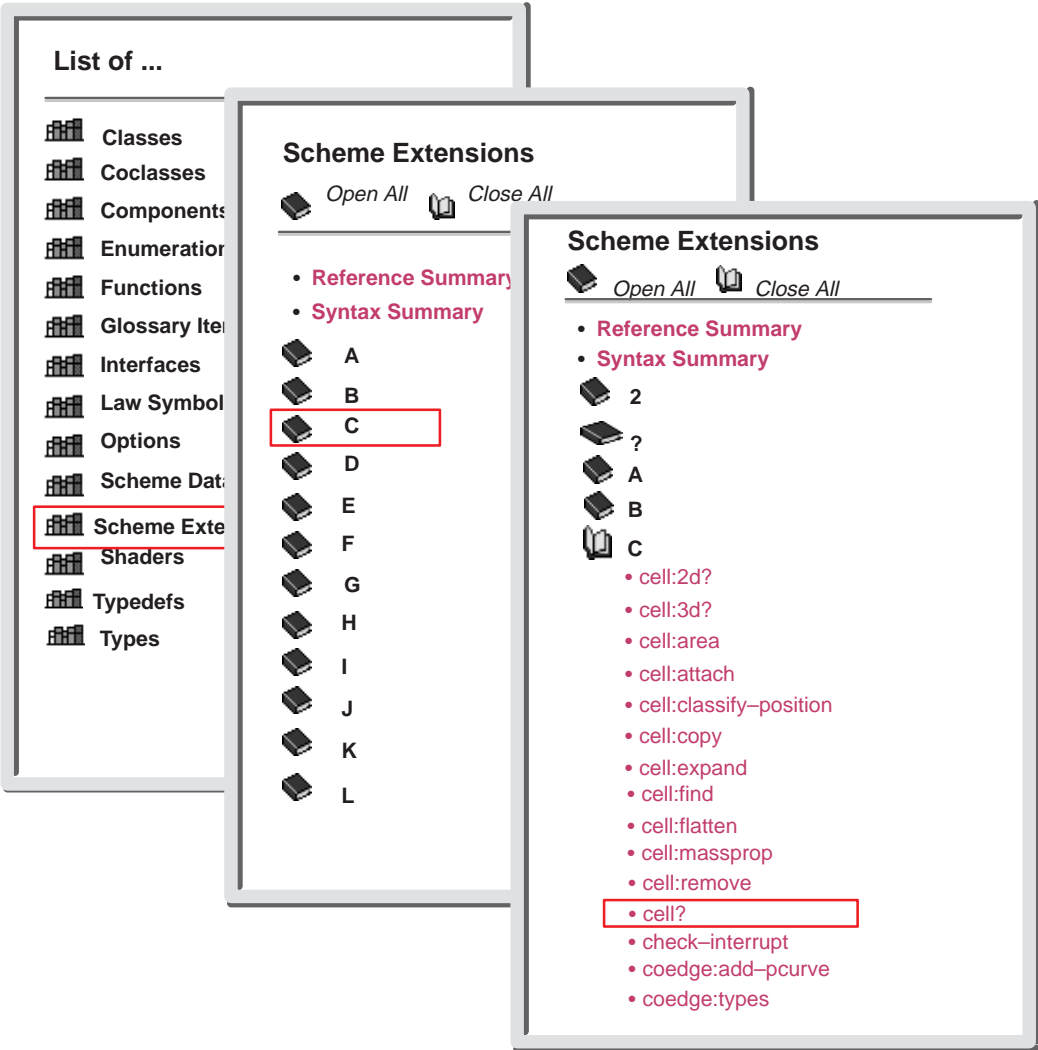 List of ...
Classes
Coclasses
Components
Enumeration
Functions
Glossary Ite
Interfaces
Law Symbol
Options
Scheme Data
Scheme Exte
Shaders
Typedefs
Types
Scheme Extensions
Open All Close All
• Reference Summary
• Syntax Summary
A
B
C
D
E
F
G
H
I
J
K
L
Scheme Extensions
Open All Close All
• Reference Summary
• Syntax Summary
2
?
A
B
C
• cell:2d?
• cell:3d?
• cell:area
• cell:attach
• cell:classify–position
• cell:copy
• cell:expand
• cell:find
• cell:flatten
• cell:massprop
• cell:remove
• cell?
• check–interrupt
• coedge:add–pcurve
• coedge:types